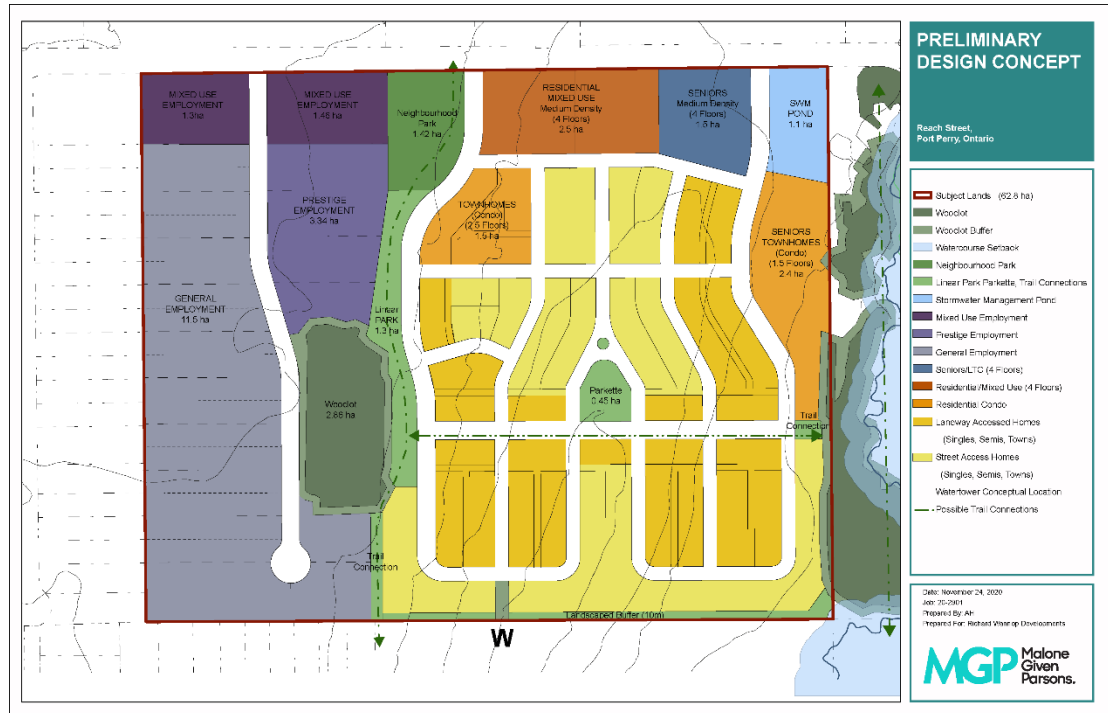 PRELIMINARY
DESIGN CONCEPT
Reach Street,
Port Perry, Ontario
MIXED USE
EMPLOYMENT
1.3ha
MIXED USE
EMPLOYMENT
1.46 ha
Neighbourhood
Park
1.42 ha
RESIDENTIAL
MIXED USE
Medium Density
(4 Floors)
2.5 ha
SENIORS
Medium Density
(4 Floors)
1.5 ha
SWM
POND
1.1 ha
PRESTIGE
EMPLOYMENT
3.34 ha
TOWNHOMES
(Condo)
(2.5 Floors)
1.5 ha
SENIORS
TOWNHOMES
(Condo)
(1.5 Floors)
2.4 ha
GENERAL
EMPLOYMENT
11.5 ha
Linear
PARK
1.3 ha
Woodlot
2.86 ha
Parkette
0.45 ha
Trail
Connection
Trail
Connection
Landscaped Buffer (10m)
W
Subject Lands (62.6 ha)
Woodlot
Woodlot Buffer
Watercourse Setback
Neighbourhood Park
Linear Park Parkette, Trail Connections
Stormwater Management Pond
Mixed Use Employment
Prestige Employment
General Employment
Seniors/LTC (4 Floors)
Residential/Mixed Use (4 Floors)
Residential Condo
Laneway Accessed Homes
(Singles, Semis, Towns)
Street Access Homes
(Singles, Semis, Towns)
Watertower Conceptual Location
Possible Trail Connections
Date: November 24, 2020
Job: 20-2901
Prepared By: AH
Prepared For: Richard Wannop Developments
MGP Malone
Given
Parsons.